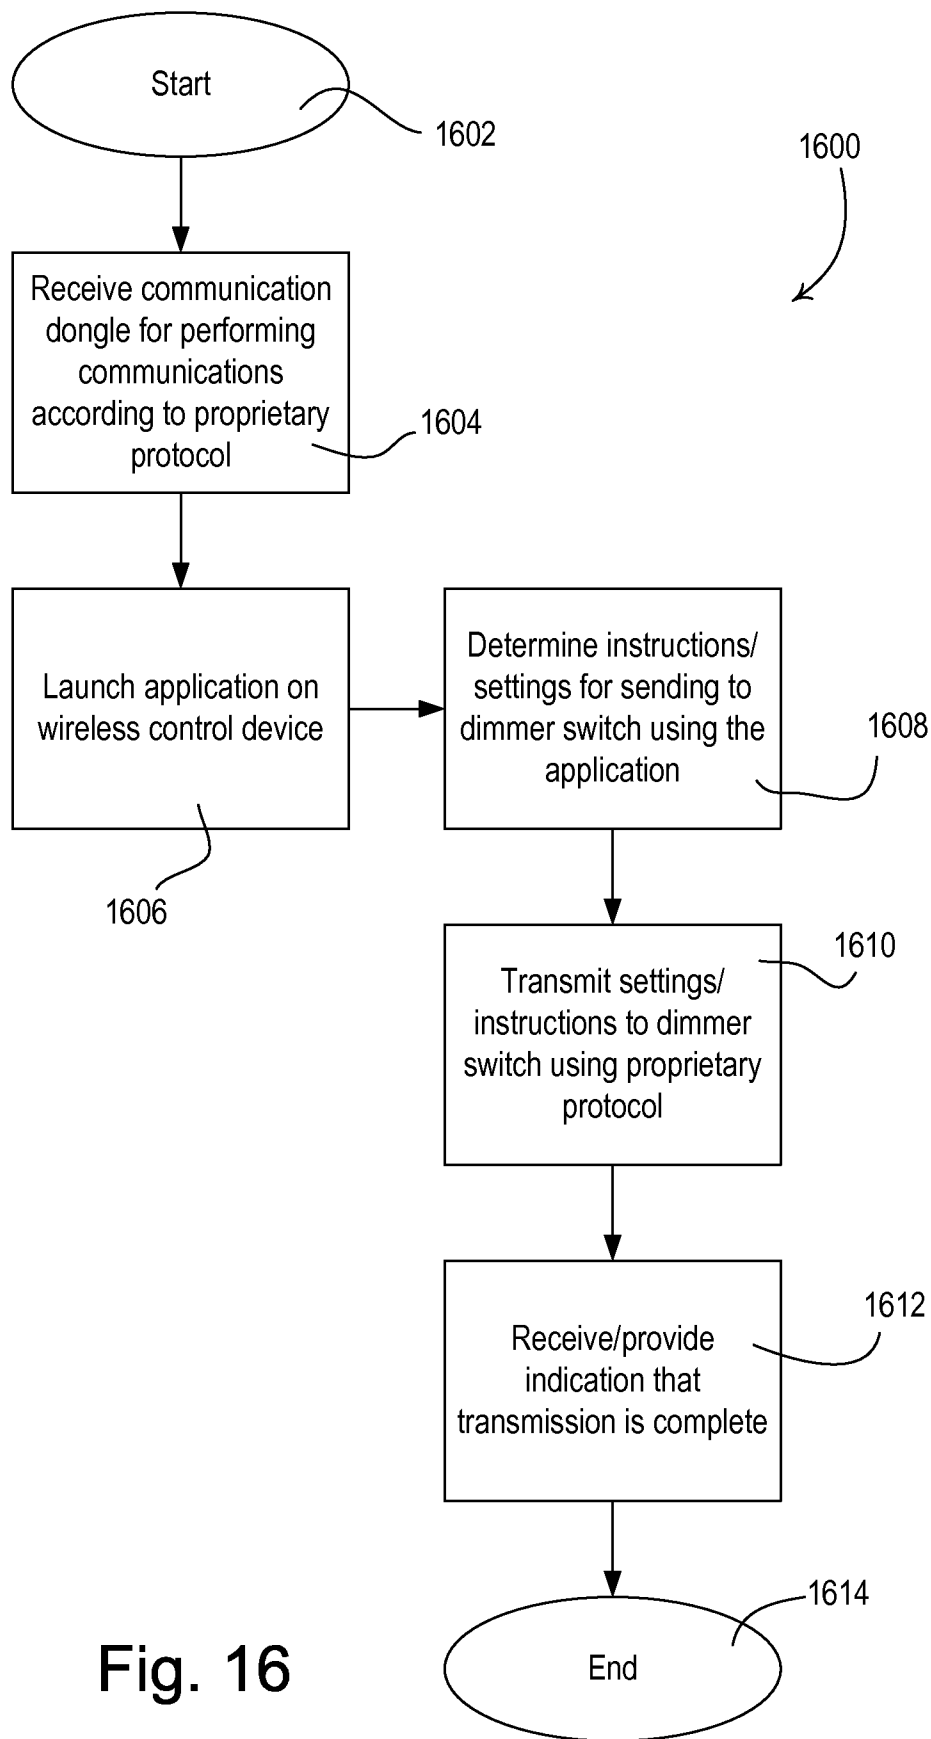 Start
1602
1600
Receive communication
dongle for performing
communications
according to proprietary
protocol
1604
Launch application on
wireless control device
1606
Determine instructions/
settings for sending to
dimmer switch using the
application
1608
Transmit settings/
instructions to dimmer
switch using proprietary
protocol
1610
Receive/provide
indication that
transmission is complete
1612
End
1614
Fig. 16